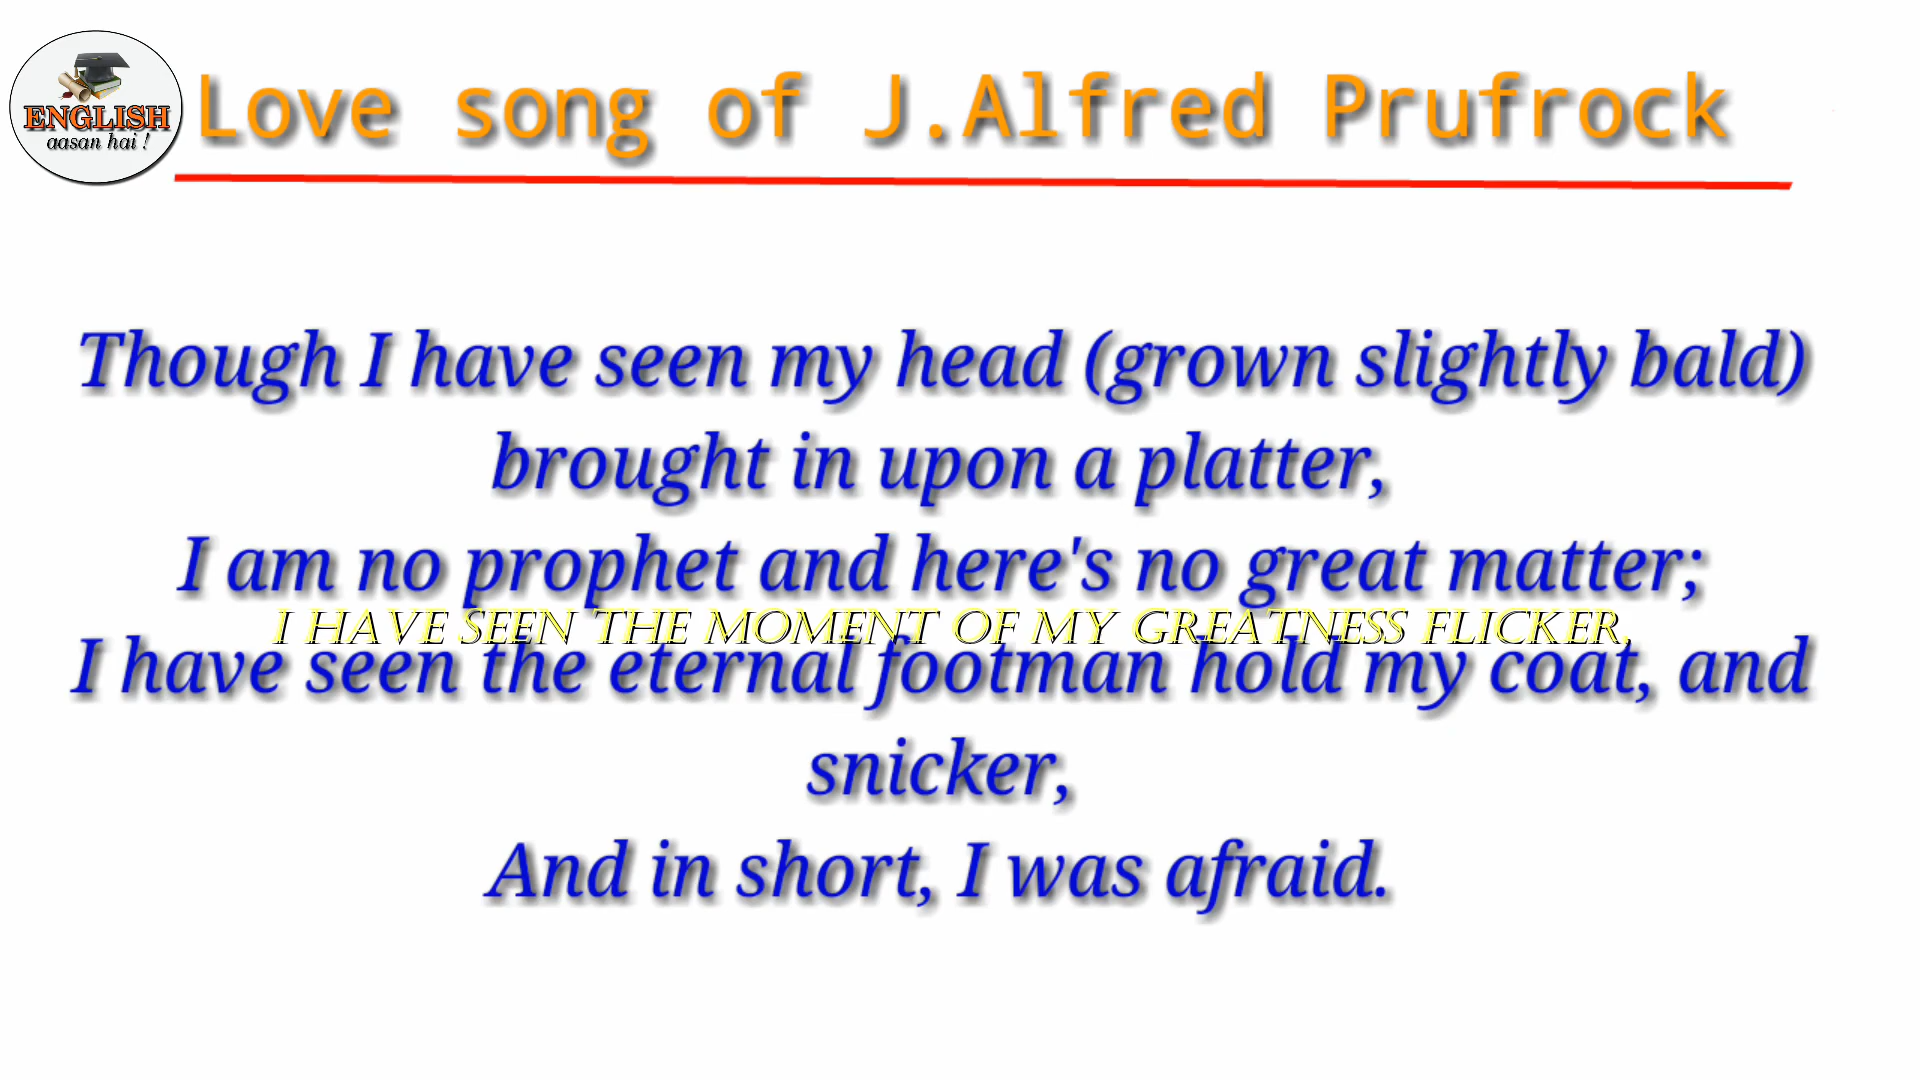 ENGLISH
aasan hai !
Love song of J.Alfred Prufrock
Though I have seen my head (grown slightly bald)
brought in upon a platter,
I am no prophet and here's no great matter;
I HAVE SEEN THE MOMENT OF MY GREATNESS FLICKER,
I have seen the eternal footman hold my coat, and
snicker,
And in short, I was afraid.